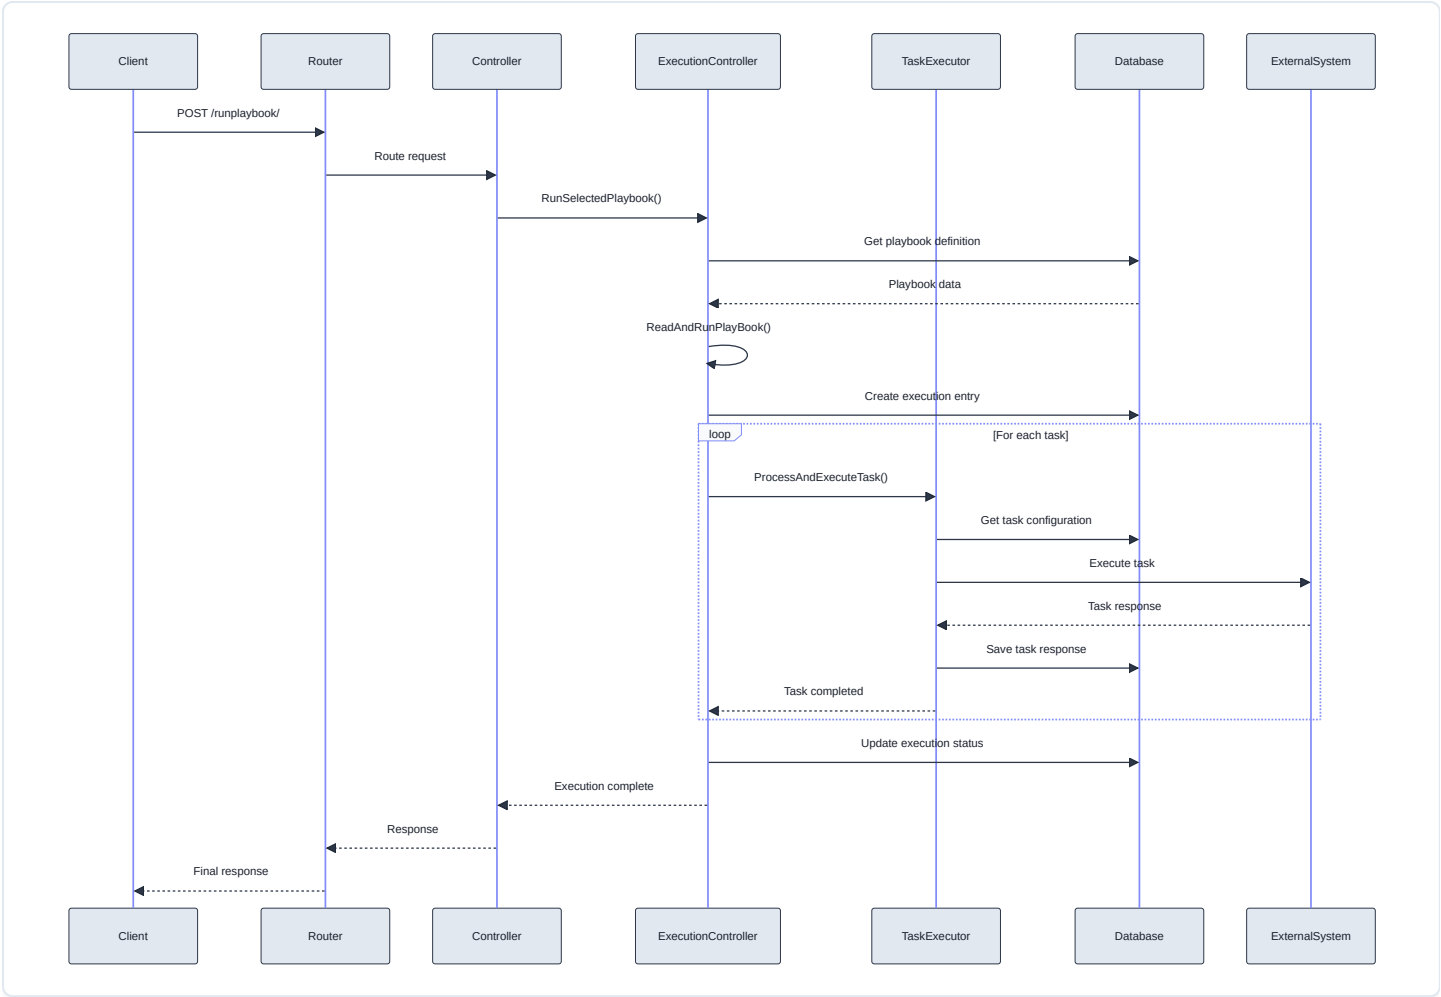 Client
Router
Controller
ExecutionController
TaskExecutor
Database
ExternalSystem
POST /runplaybook/
Route request
RunSelectedPlaybook()
Get playbook definition
Playbook data
ReadAndRunPlayBook()
Create execution entry
loop
[For each task]
ProcessAndExecuteTask()
Get task configuration
Execute task
Task response
Save task response
Task completed
Update execution status
Execution complete
Response
Final response
Client
Router
Controller
ExecutionController
TaskExecutor
Database
ExternalSystem